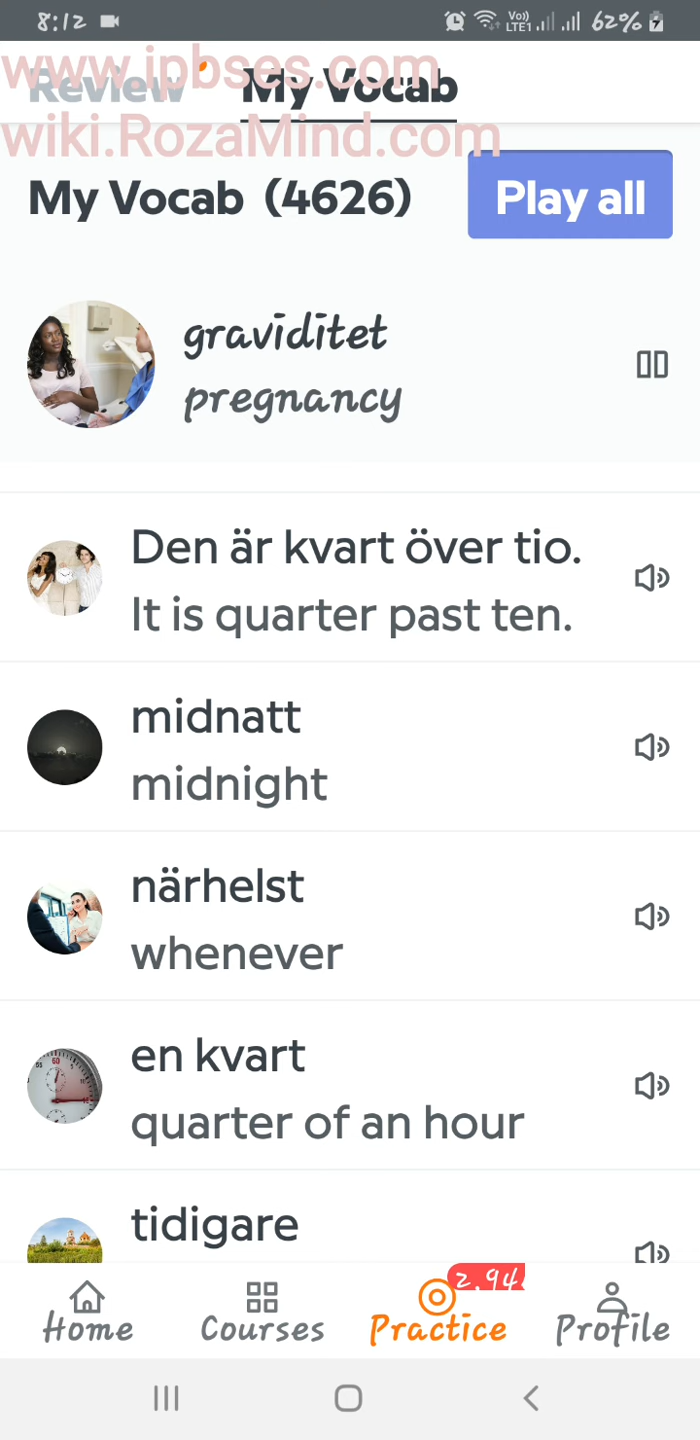 8:12
Vo)) 62%
LTE1
www.ipbses.com
Review My Vocab
wiki.RozaMind.com
My Vocab (4626)
Play all
graviditet
pregnancy
Den är kvart över tio.
It is quarter past ten.
midnatt
midnight
närhelst
whenever
en kvart
quarter of an hour
tidigare
2,94
Home Courses Practice Profile